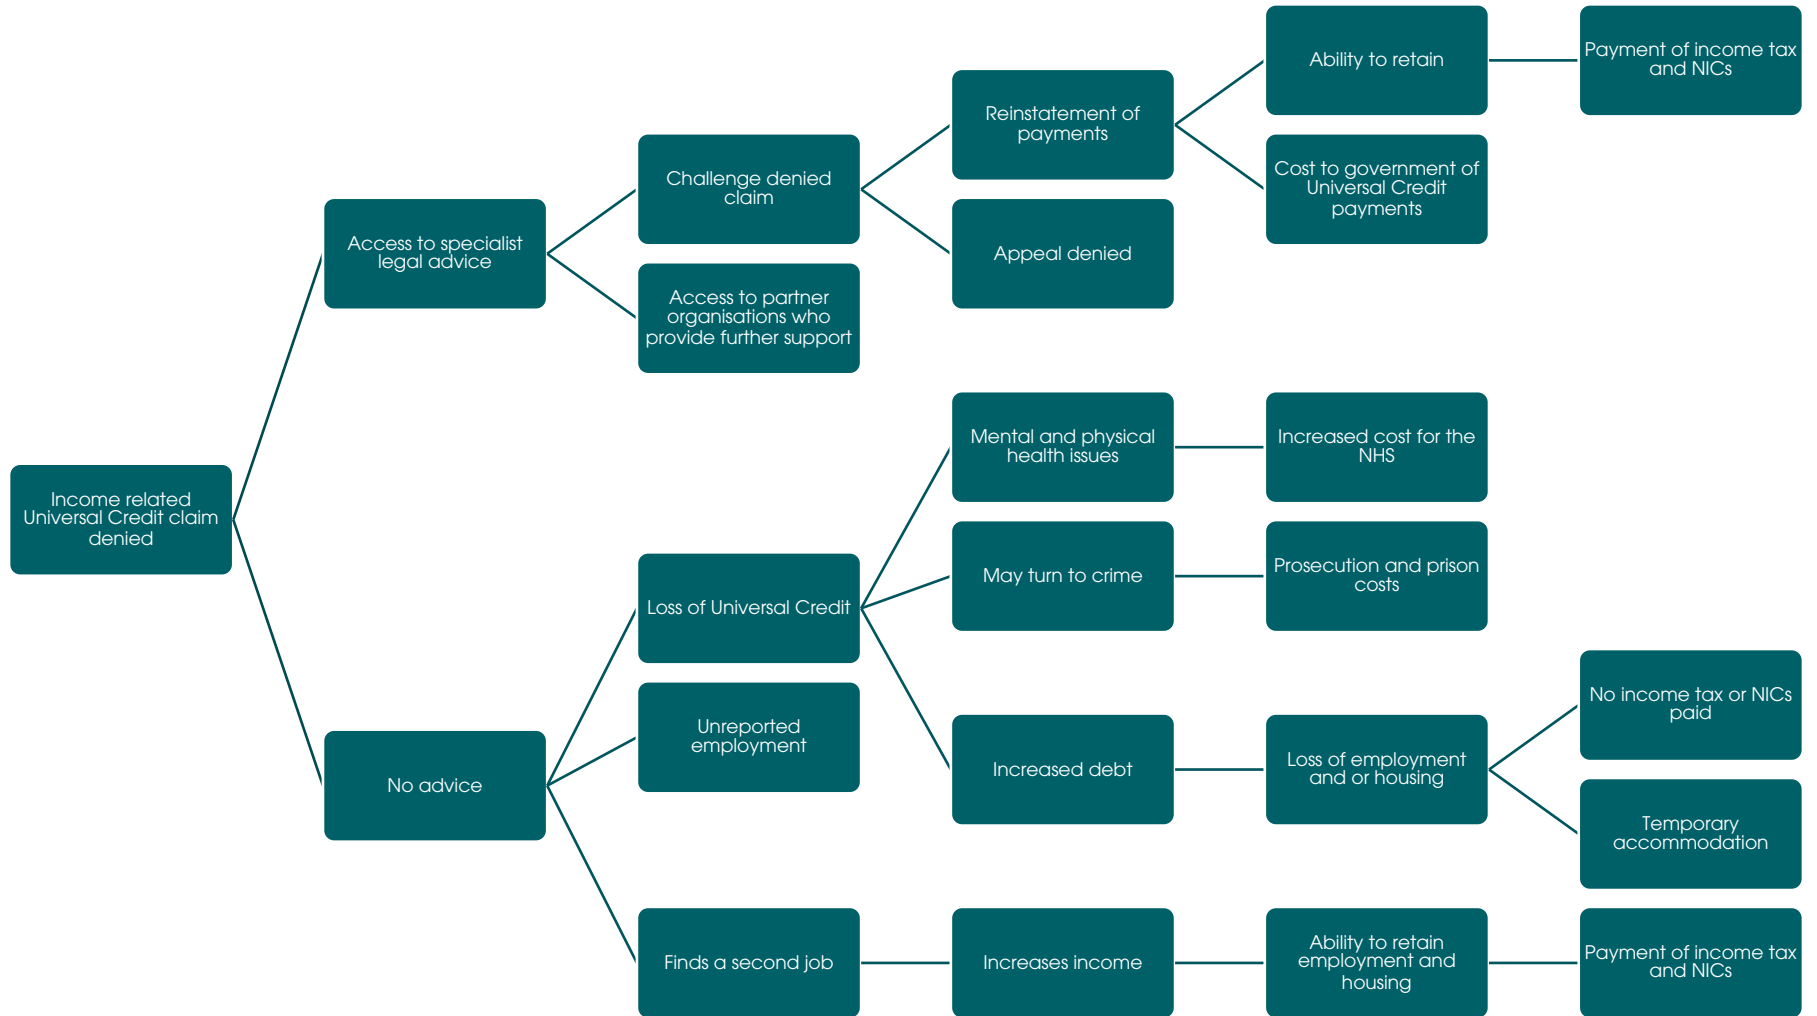 Income related
Universal Credit claim
denied
Access to specialist
legal advice
No advice
Challenge denied
claim
Access to partner
organisations who
provide further support
Loss of Universal Credit
Unreported
employment
Finds a second job
Reinstatement of
payments
Appeal denied
Mental and physical
health issues
May turn to crime
Increased debt
Increases income
Ability to retain
Cost to government of
Universal Credit
payments
Increased cost for the
NHS
Prosecution and prison
costs
Loss of employment
and or housing
Ability to retain
employment and
housing
Payment of income tax
and NICs
No income tax or NICs
paid
Temporary
accommodation
Payment of income tax
and NICs